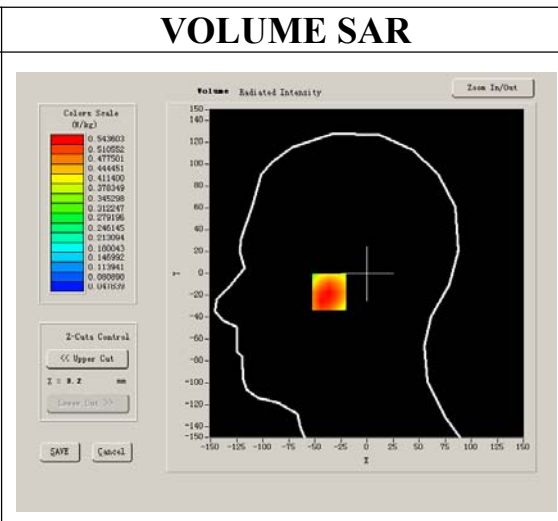 VOLUME SAR
Volume Radiated Intensity
Zoom In/Out
Colors Scale
(W/kg)
0.543603
0.510552
0.477501
0.444451
0.411400
0.378349
0.345298
0.312247
0.279196
0.246145
0.213094
0.180043
0.146992
0.113941
0.080890
0.047839
150
140
120
100
80
60
40
20
0
-20
-40
-60
-80
-100
-120
-140
-150
Y
-150 -125 -100 -75 -50 -25 0 25 50 75 100 125 150
X
Z-Cuts Control
<< Upper Cut
Z = 8.2 mm
Lower Cut >>
SAVE
Cancel